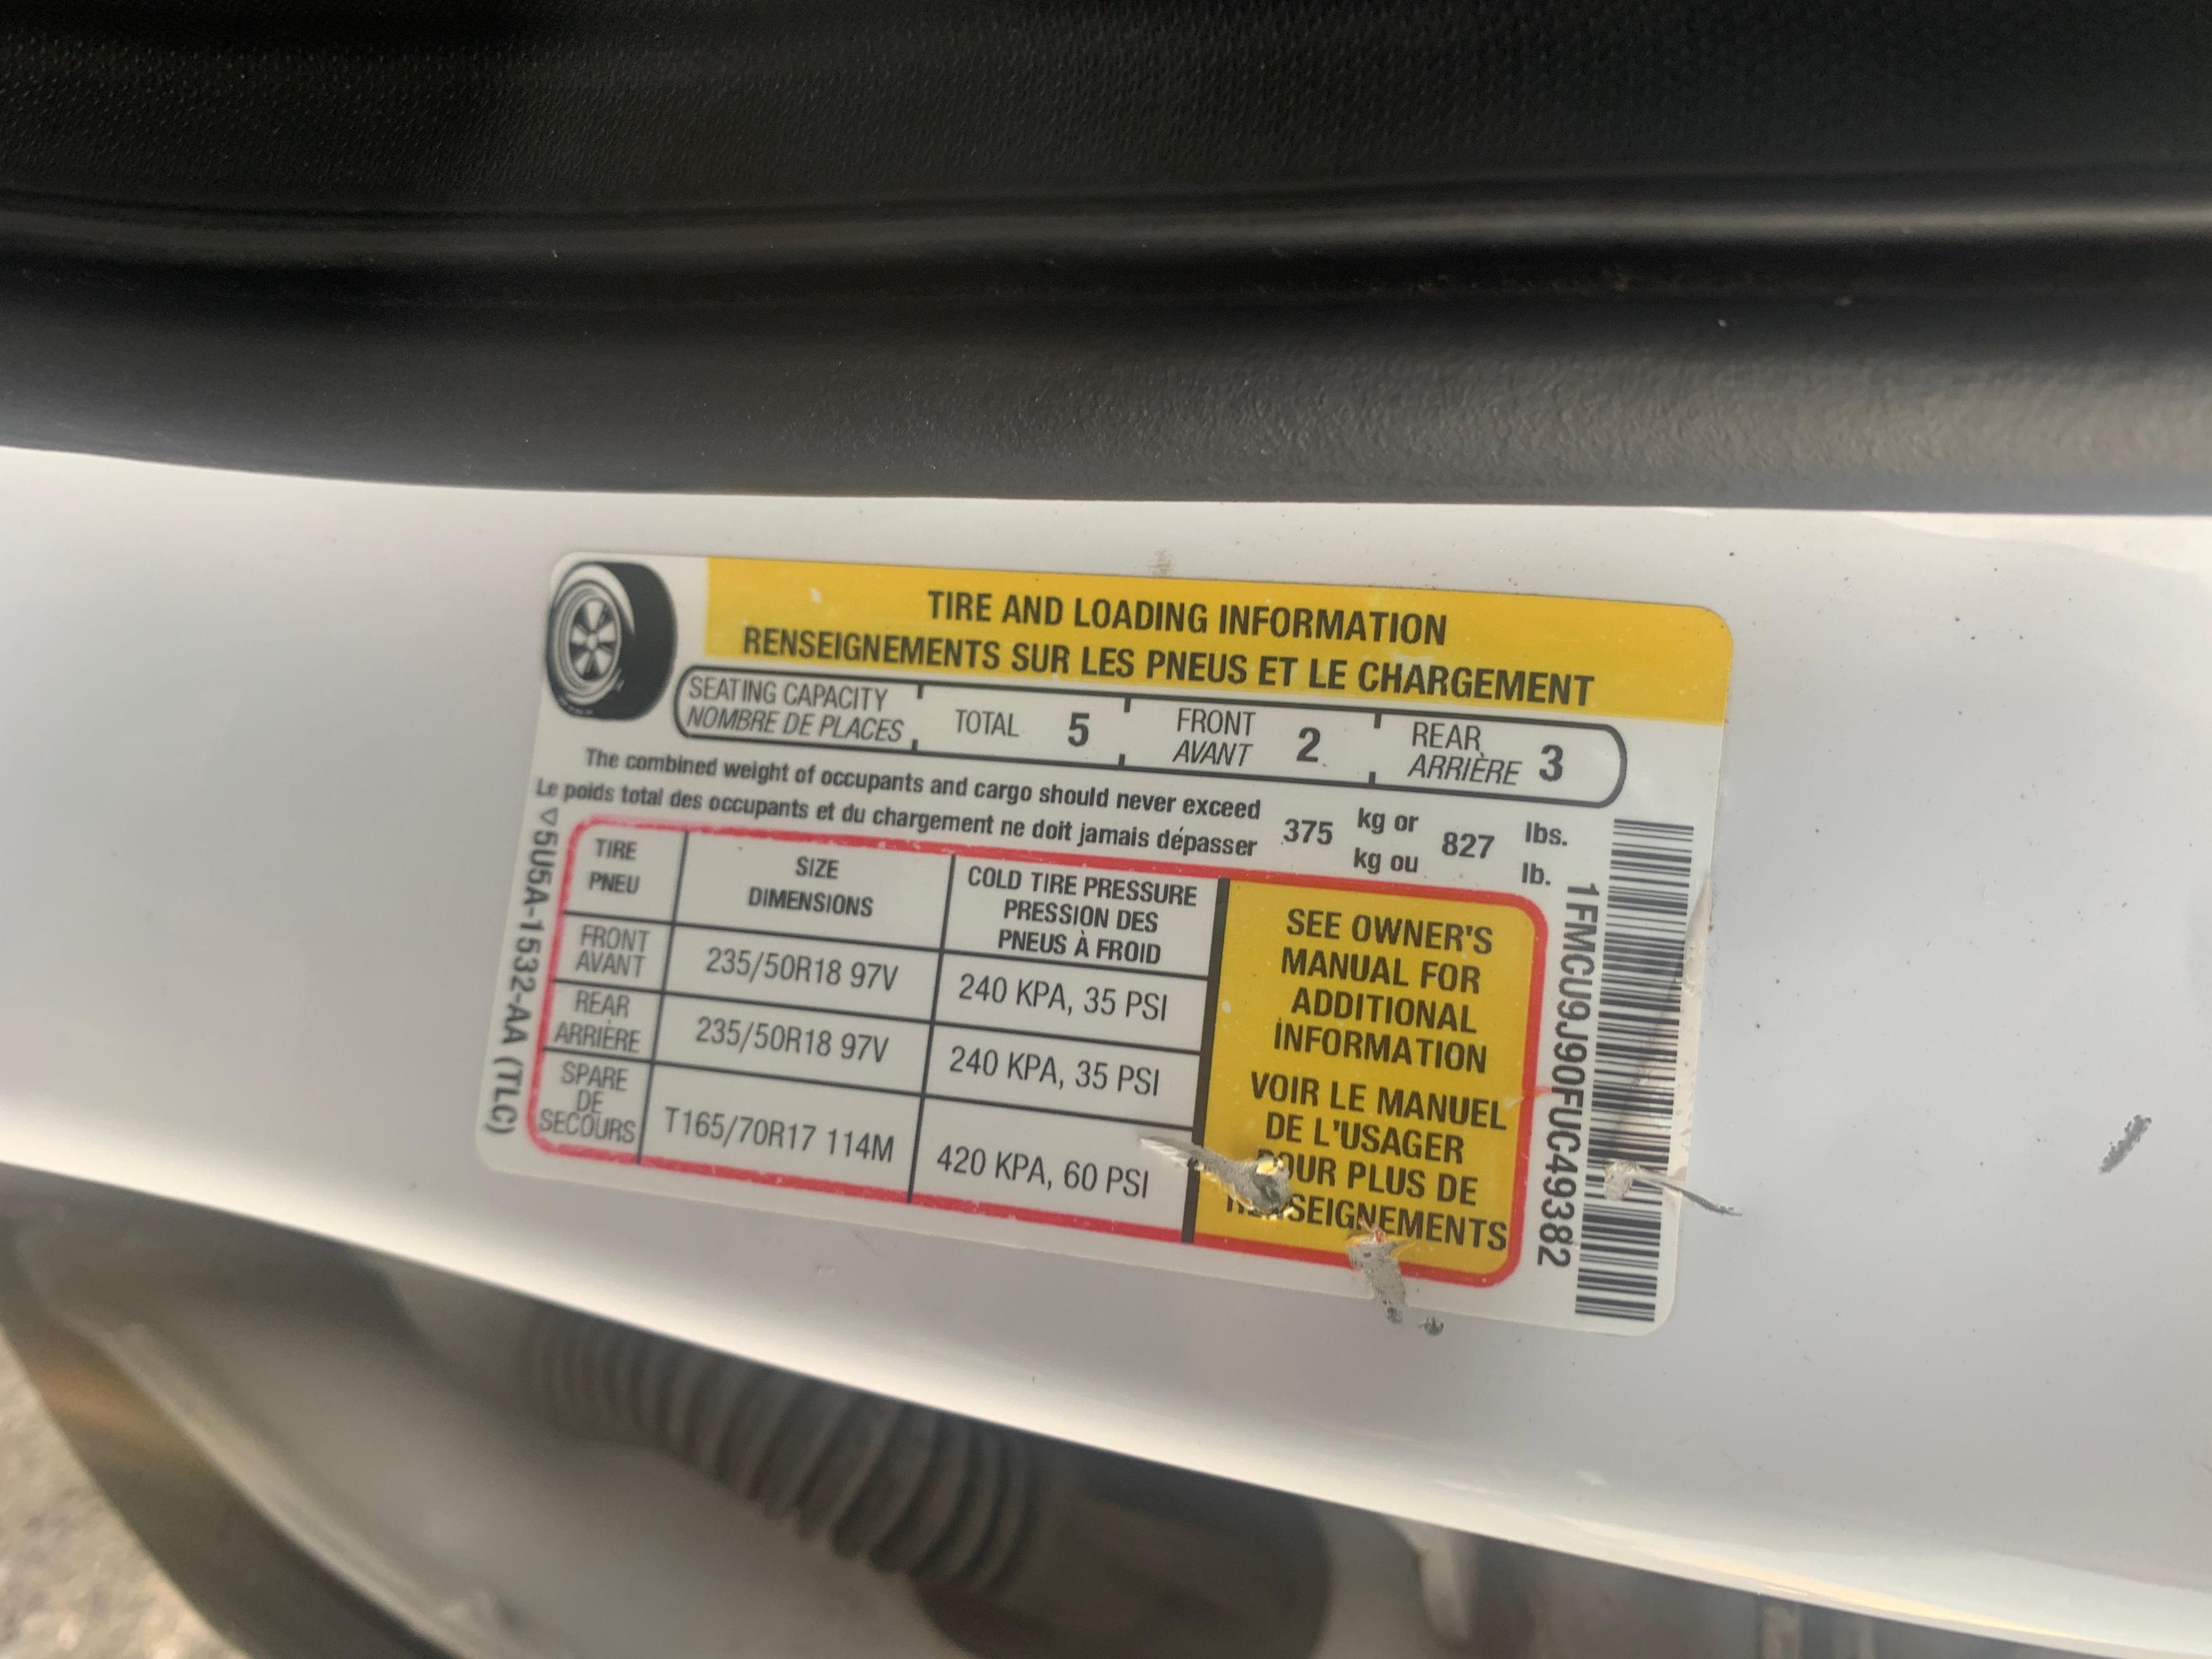 TIRE AND LOADING INFORMATION
RENSEIGNEMENTS SUR LES PNEUS ET LE CHARGEMENT
SEATING CAPACITY
NOMBRE DE PLACES
TOTAL 5
FRONT
AVANT
2
REAR
ARRIÈRE
3
The combined weight of occupants and cargo should never exceed
Le poids total des occupants et du chargement ne doit jamais dépasser
375
kg or
kg ou
827
lbs.
lb.
TIRE
PNEU
SIZE
DIMENSIONS
COLD TIRE PRESSURE
PRESSION DES
PNEUS À FROID
FRONT
AVANT
235/50R18 97V
240 KPA, 35 PSI
REAR
ARRIÈRE
235/50R18 97V
240 KPA, 35 PSI
SPARE
DE
SECOURS
T165/70R17 114M
420 KPA, 60 PSI
SEE OWNER'S
MANUAL FOR
ADDITIONAL
INFORMATION
VOIR LE MANUEL
DE L'USAGER
POUR PLUS DE
RENSEIGNEMENTS
▽5U5A-1532-AA (TLC)
1FMCU9J90FUC49382